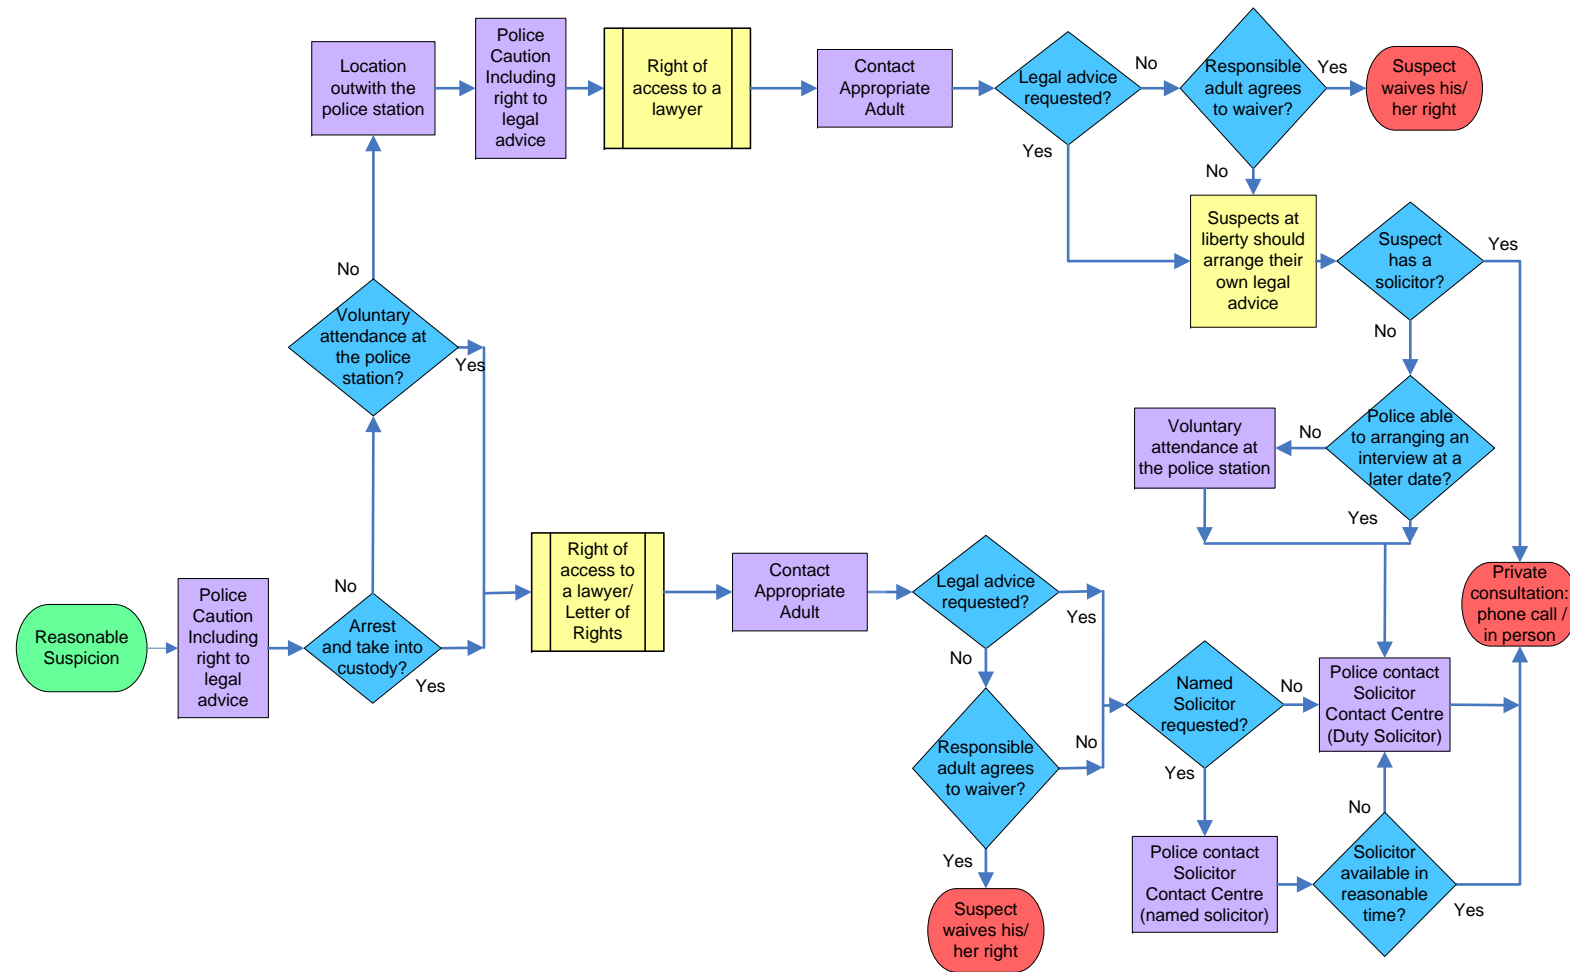 Location
outwith the
police station
Police
Caution
Including
right to
legal
advice
Right of
access to a
lawyer
Contact
Appropriate
Adult
Legal advice
requested?
No
Yes
Responsible
adult agrees
to waiver?
Yes
No
Suspect
waives his/
her right
Suspects at
liberty should
arrange their
own legal
advice
Suspect
has a
solicitor?
Yes
No
Police able
to arranging an
interview at a
later date?
No
Yes
Voluntary
attendance at
the police station
No
Voluntary
attendance at
the police
station?
Yes
Reasonable
Suspicion
Police
Caution
Including
right to
legal
advice
No
Arrest
and take into
custody?
Yes
Right of
access to
a lawyer/
Letter of
Rights
Contact
Appropriate
Adult
Legal advice
requested?
Yes
No
Responsible
adult agrees
to waiver?
No
Yes
Suspect
waives his/
her right
Named
Solicitor
requested?
No
Yes
Police contact
Solicitor
Contact Centre
(Duty Solicitor)
Private
consultation:
phone call /
in person
Police contact
Solicitor
Contact Centre
(named solicitor)
No
Solicitor
available in
reasonable
time?
Yes